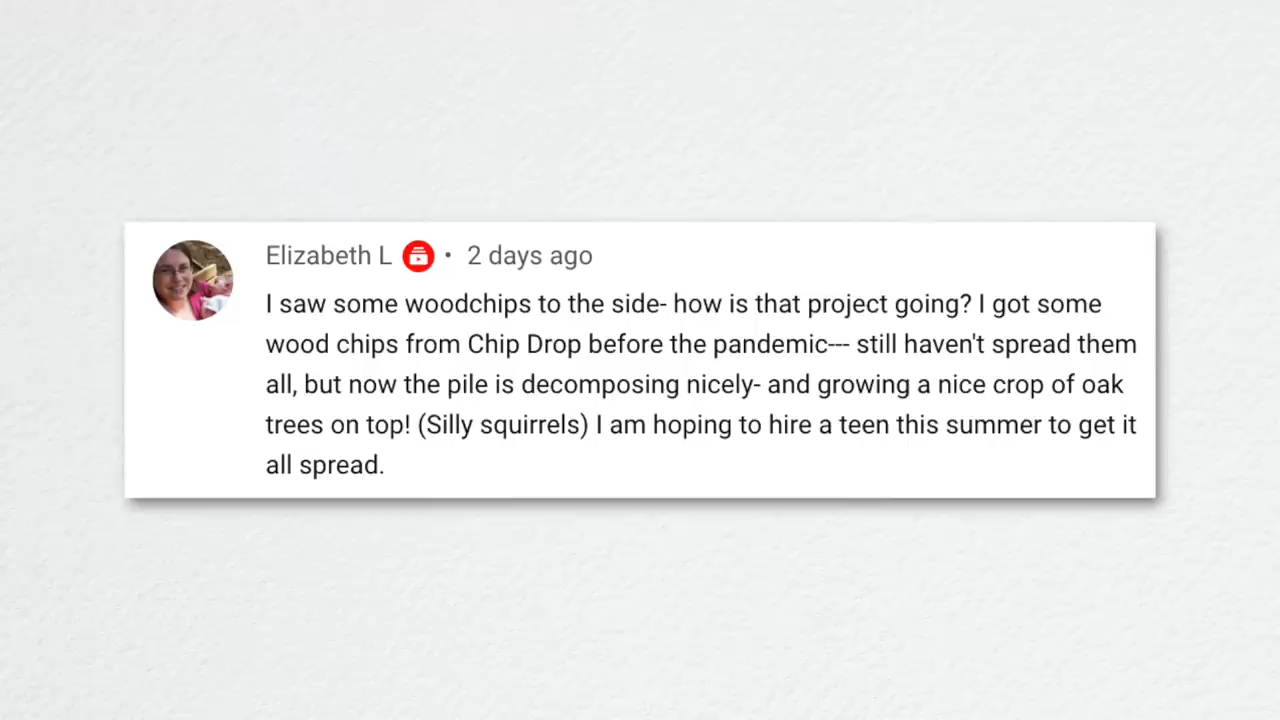 Elizabeth L • 2 days ago
I saw some woodchips to the side- how is that project going? I got some
wood chips from Chip Drop before the pandemic--- still haven't spread them
all, but now the pile is decomposing nicely- and growing a nice crop of oak
trees on top! (Silly squirrels) I am hoping to hire a teen this summer to get it
all spread.